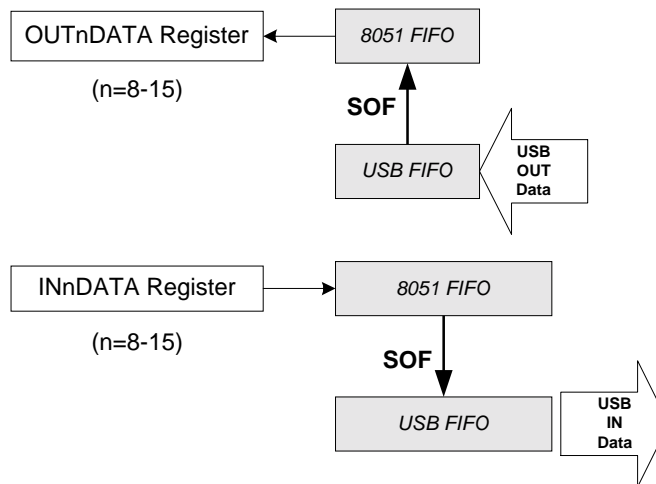 OUTnDATA Register
8051 FIFO
(n=8-15)
SOF
USB FIFO
USB
OUT
Data
INnDATA Register
8051 FIFO
(n=8-15)
SOF
USB FIFO
USB
IN
Data